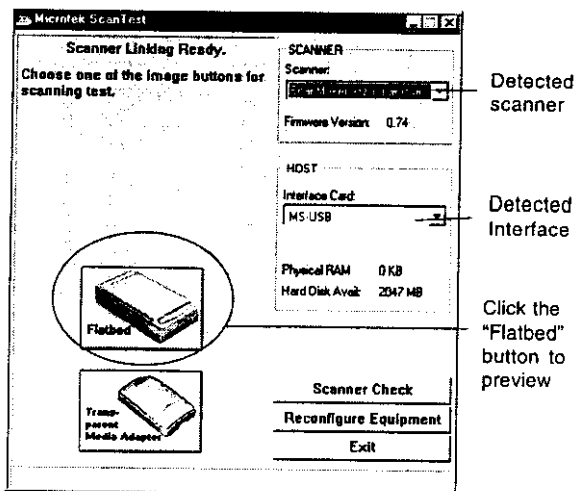 Microtek ScanTest
Scanner Linking Ready.
Choose one of the image buttons for
scanning test.
SCANNER
Scanner:
Firmware Version: 0.74
HOST
Interface Card:
MS-USB
Physical RAM 0 KB
Hard Disk Avail: 2047 MB
Flatbed
Trans-
parent
Media Adapter
Scanner Check
Reconfigure Equipment
Exit
Detected
scanner
Detected
Interface
Click the
"Flatbed"
button to
preview